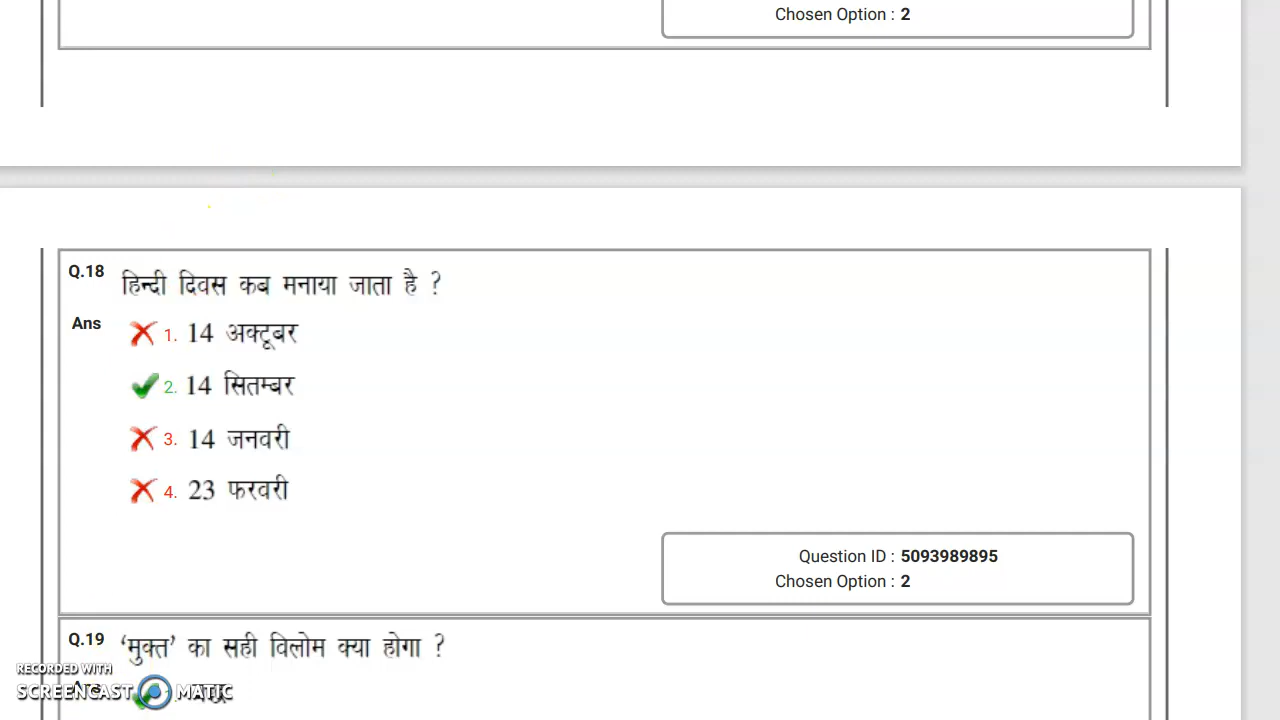 Chosen Option : 2
Q.18 हिन्दी दिवस कब मनाया जाता है ?
Ans 1. 14 अक्टूबर
2. 14 सितम्बर
3. 14 जनवरी
4. 23 फरवरी
Question ID : 5093989895
Chosen Option : 2
Q.19 ‘मुक्त’ का सही विलोम क्या होगा ?
RECORDED WITH
SCREENCAST MATIC
Ans